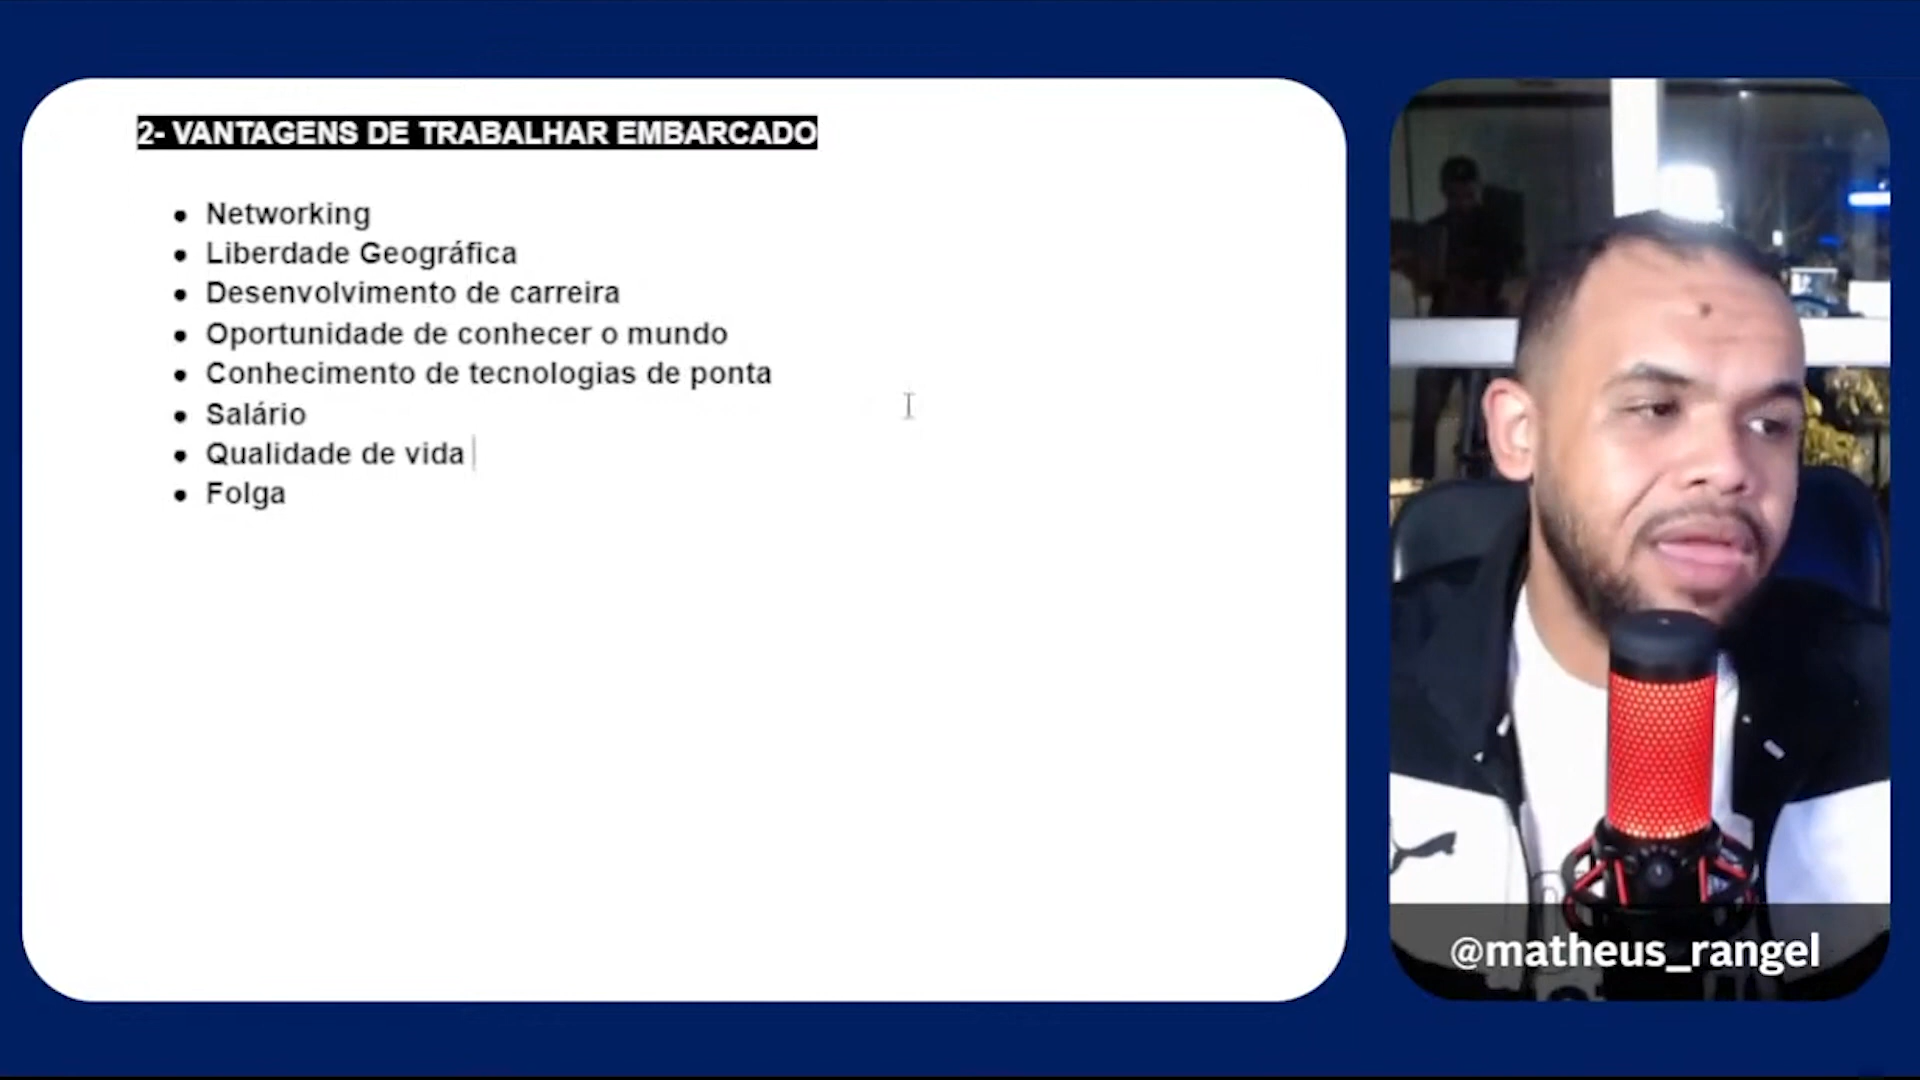 2- VANTAGENS DE TRABALHAR EMBARCADO
• Networking
• Liberdade Geográfica
• Desenvolvimento de carreira
• Oportunidade de conhecer o mundo
• Conhecimento de tecnologias de ponta
• Salário
• Qualidade de vida
• Folga
@matheus_rangel